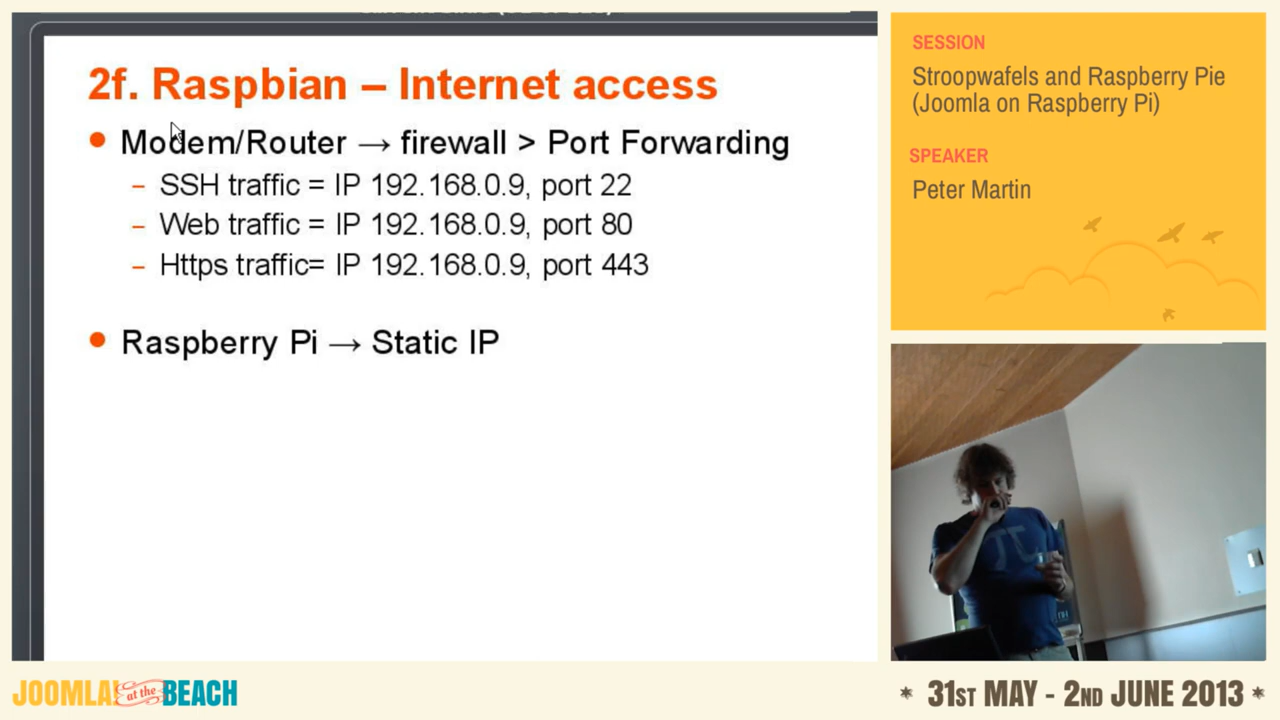 2f. Raspbian – Internet access
● Modem/Router → firewall > Port Forwarding
– SSH traffic = IP 192.168.0.9, port 22
– Web traffic = IP 192.168.0.9, port 80
– Https traffic= IP 192.168.0.9, port 443
● Raspberry Pi → Static IP
SESSION
Stroopwafels and Raspberry Pie
(Joomla on Raspberry Pi)
SPEAKER
Peter Martin
π
JOOMLA! at the BEACH
* 31ST MAY - 2ND JUNE 2013 *